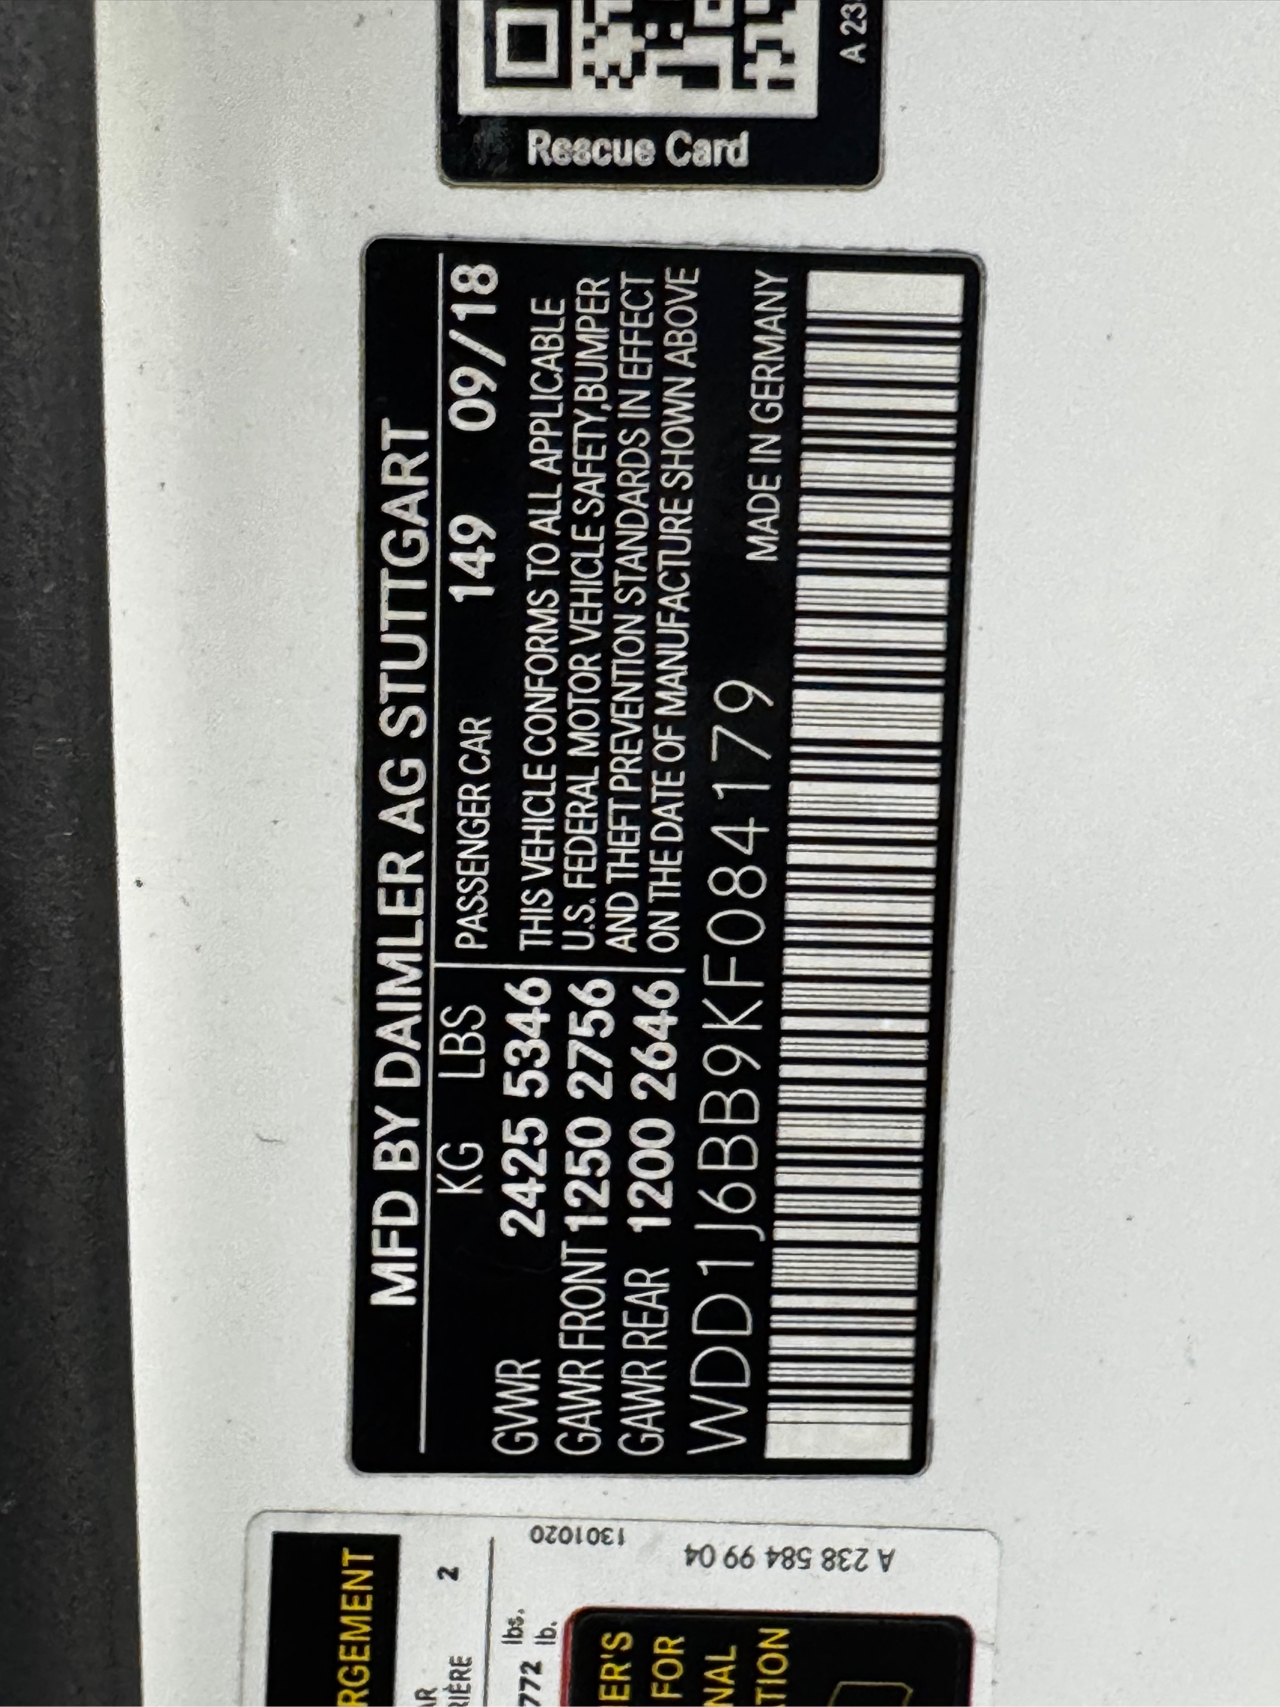 A 23
Rescue Card
MFD BY DAIMLER AG STUTTGART
KG LBS PASSENGER CAR 149 09/18
GVWR 2425 5346 THIS VEHICLE CONFORMS TO ALL APPLICABLE
GAWR FRONT 1250 2756 U.S. FEDERAL MOTOR VEHICLE SAFETY,BUMPER
GAWR REAR 1200 2646 AND THEFT PREVENTION STANDARDS IN EFFECT
ON THE DATE OF MANUFACTURE SHOWN ABOVE
WDD1J6BB9KF084179 MADE IN GERMANY
RGEMENT
AR
RIÈRE 2
772 lbs.
lb.
1301020
A 238 584 99 04
ER'S
FOR
NAL
TION